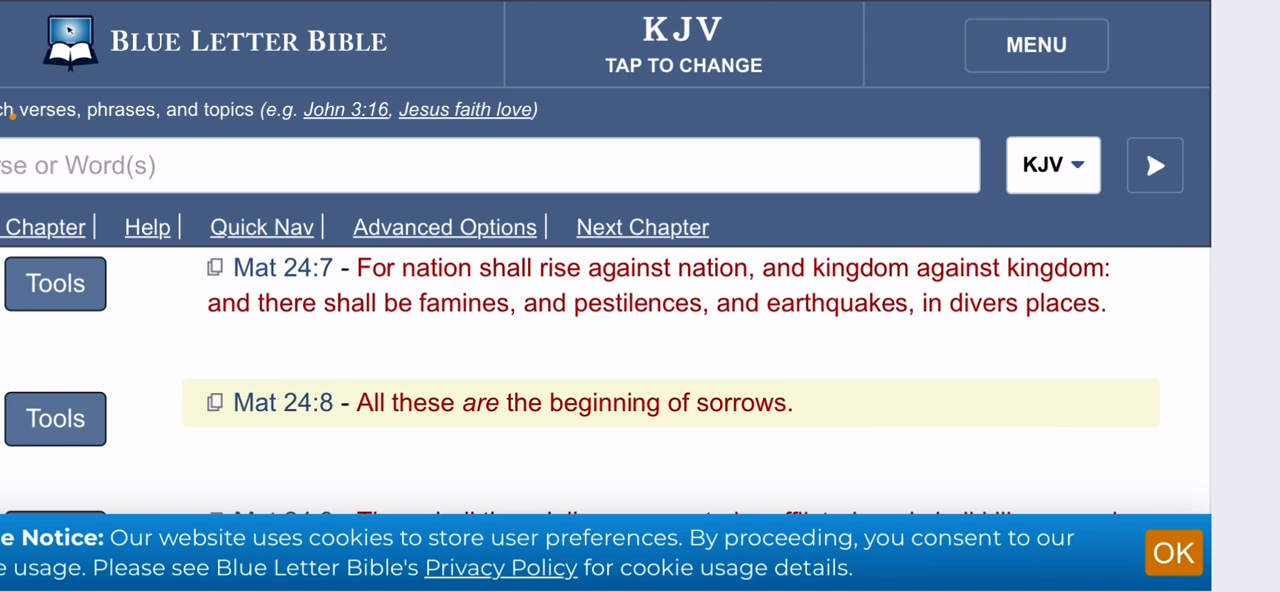 BLUE LETTER BIBLE
KJV
TAP TO CHANGE
MENU
verses, phrases, and topics (e.g. John 3:16, Jesus faith love)
or Word(s)
KJV
Chapter | Help | Quick Nav | Advanced Options | Next Chapter
Tools
Mat 24:7 - For nation shall rise against nation, and kingdom against kingdom:
and there shall be famines, and pestilences, and earthquakes, in divers places.
Tools
Mat 24:8 - All these are the beginning of sorrows.
Notice: Our website uses cookies to store user preferences. By proceeding, you consent to our
usage. Please see Blue Letter Bible's Privacy Policy for cookie usage details.
OK